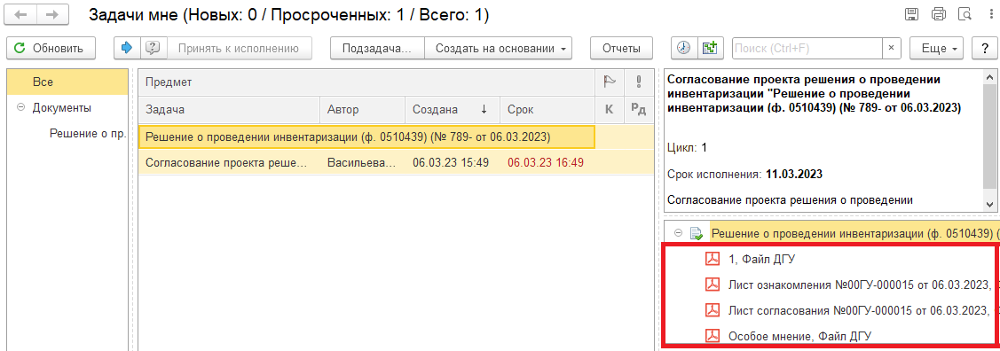 Задачи мне (Новых: 0 / Просроченных: 1 / Всего: 1)
Обновить
Принять к исполнению
Подзадача...
Создать на основании
Отчеты
Поиск (Ctrl+F)
×
Еще
?
Все
Документы
Решение о пр.
Предмет
Задача Автор Создана ↓ Срок К Рд
Решение о проведении инвентаризации (ф. 0510439) (№ 789- от 06.03.2023)
Согласование проекта реше... Васильева... 06.03.23 15:49 06.03.23 16:49
Согласование проекта решения о проведении
инвентаризации "Решение о проведении
инвентаризации (ф. 0510439) (№ 789- от 06.03.2023)
Цикл: 1
Срок исполнения: 11.03.2023
Согласование проекта решения о проведении
Решение о проведении инвентаризации (ф. 0510439) (
1, Файл ДГУ
Лист ознакомления №00ГУ-000015 от 06.03.2023,
Лист согласования №00ГУ-000015 от 06.03.2023,
Особое мнение, Файл ДГУ